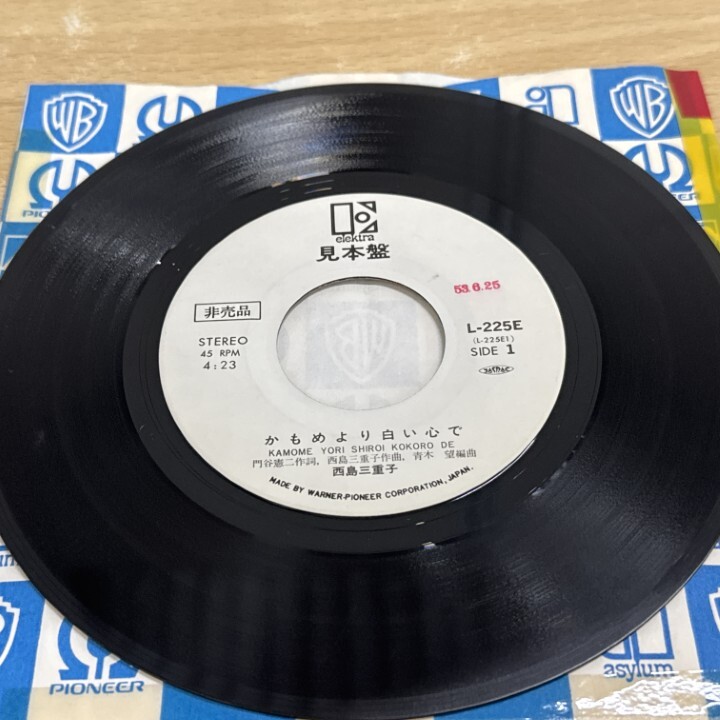 WB
WB
PIONEER
elektra
見本盤
53.6.25
非売品
L-225E
(L-225E1)
STEREO
45 RPM
SIDE 1
4:23
WB
かもめより白い心で
KAMOME YORI SHIROI KOKORO DE
門谷憲二作詞, 西島三重子作曲, 青木 望編曲
西島三重子
MADE BY WARNER-PIONEER CORPORATION, JAPAN.
PIONEER
asylum